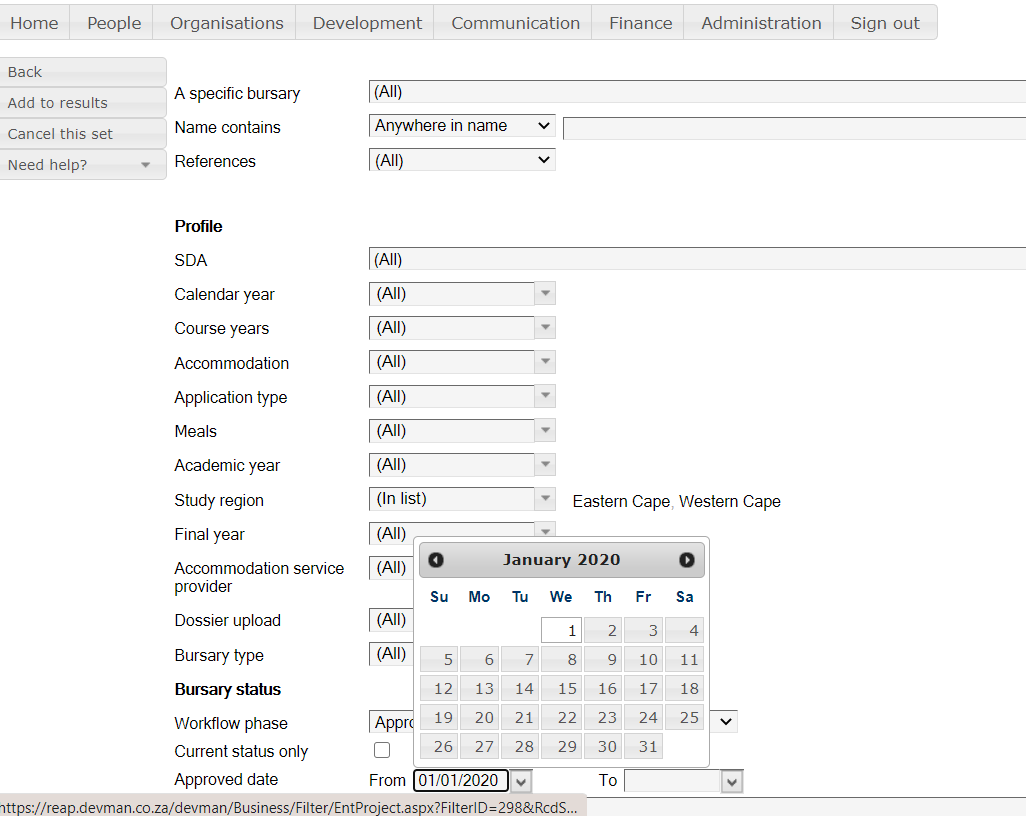 Home People Organisations Development Communication Finance Administration Sign out
Back
Add to results
Cancel this set
Need help?
A specific bursary (All)
Name contains Anywhere in name
References (All)
Profile
SDA (All)
Calendar year (All)
Course years (All)
Accommodation (All)
Application type (All)
Meals (All)
Academic year (All)
Study region (In list) Eastern Cape, Western Cape
Final year (All)
Accommodation service
provider (All)
Dossier upload (All)
Bursary type (All)
Bursary status
Workflow phase Appro
Current status only
Approved date From 01/01/2020 To
January 2020
Su Mo Tu We Th Fr Sa
1 2 3 4
5 6 7 8 9 10 11
12 13 14 15 16 17 18
19 20 21 22 23 24 25
26 27 28 29 30 31
https://reap.devman.co.za/devman/Business/Filter/EntProject.aspx?FilterID=298&RcdS...